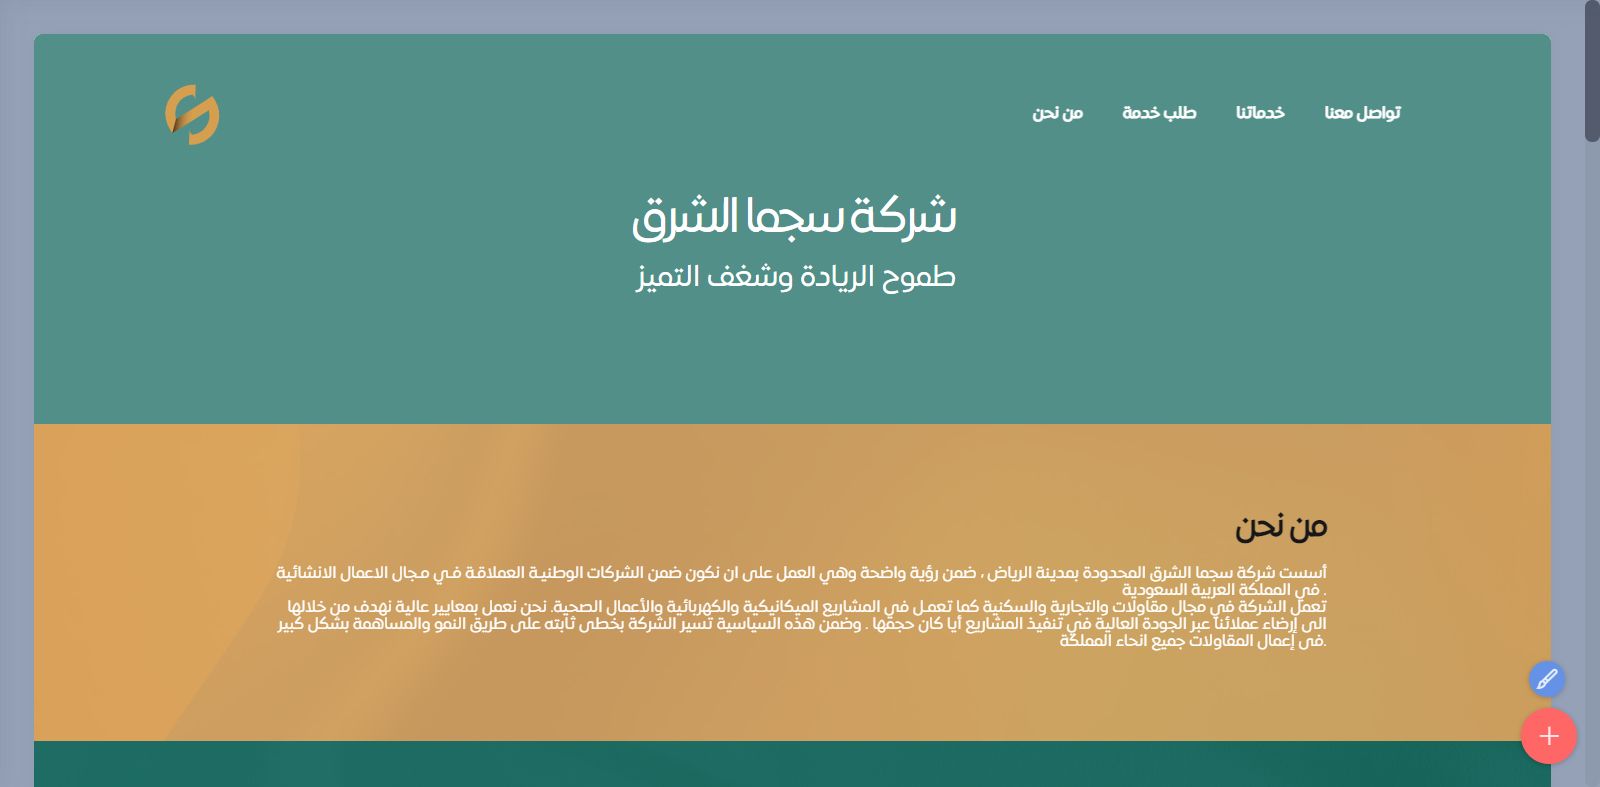 تواصل معنا
خدماتنا
طلب خدمة
من نحن
شركة سجما الشرق
طموح الريادة وشغف التميز
من نحن
أسست شركة سجما الشرق المحدودة بمدينة الرياض ، ضمن رؤية واضحة وهي العمل على ان نكون ضمن الشركات الوطنية العملاقة في مجال الاعمال الانشائية
. في المملكة العربية السعودية
تعمل الشركة في مجال مقاولات والتجارية والسكنية كما تعمل في المشاريع الميكانيكية والكهربائية والأعمال الصحية. نحن نعمل بمعايير عالية نهدف من خلالها
الى إرضاء عملائنا عبر الجودة العالية في تنفيذ المشاريع أيا كان حجمها . وضمن هذه السياسية تسير الشركة بخطى ثابته على طريق النمو والمساهمة بشكل كبير
.في إعمال المقاولات جميع انحاء المملكة